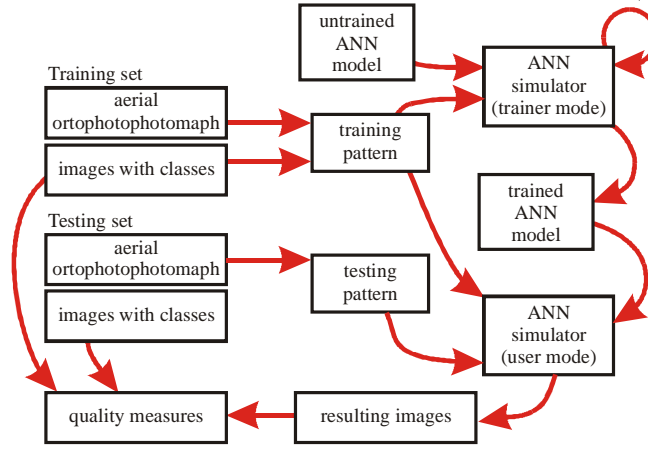 untrained
ANN
model
ANN
simulator
(trainer mode)
Training set
aerial
ortophotophotomaph
images with classes
training
pattern
trained
ANN
model
Testing set
aerial
ortophotophotomaph
images with classes
testing
pattern
ANN
simulator
(user mode)
quality measures
resulting images